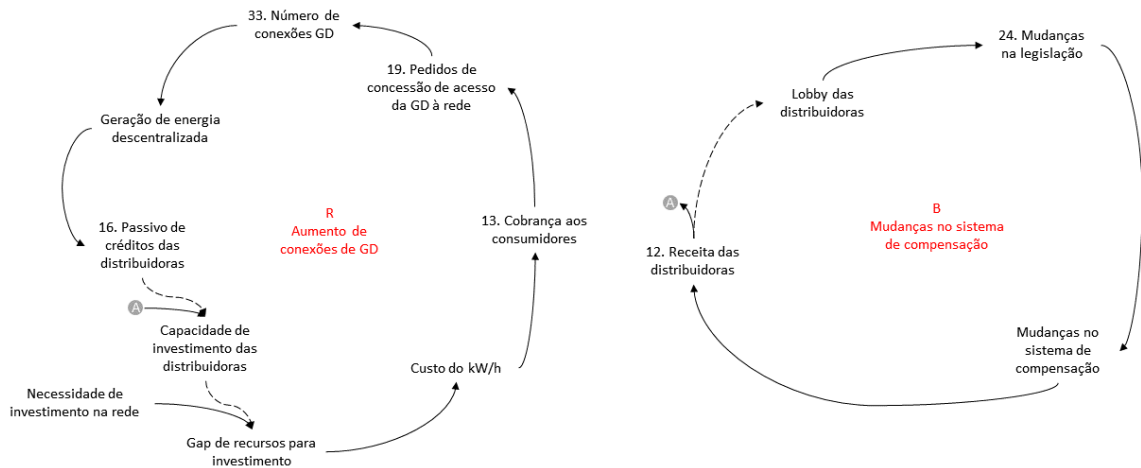 33. Número de
conexões GD
19. Pedidos de
concessão de acesso
da GD à rede
Geração de energia
descentralizada
R
Aumento de
conexões de GD
13. Cobrança aos
consumidores
16. Passivo de
créditos das
distribuidoras
A
Capacidade de
investimento das
distribuidoras
Custo do kW/h
Necessidade de
investimento na rede
Gap de recursos para
investimento
24. Mudanças
na legislação
Lobby das
distribuidoras
A
B
Mudanças no sistema
de compensação
12. Receita das
distribuidoras
Mudanças no
sistema de
compensação